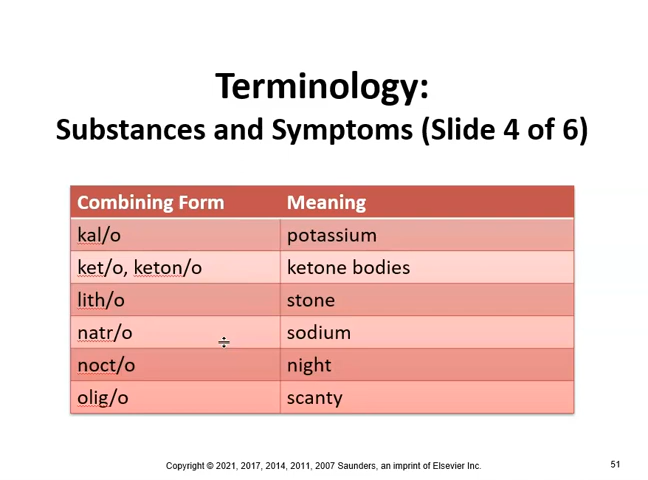 Terminology:
Substances and Symptoms (Slide 4 of 6)
Combining Form Meaning
kal/o potassium
ket/o, keton/o ketone bodies
lith/o stone
natr/o sodium
noct/o night
olig/o scanty
Copyright © 2021, 2017, 2014, 2011, 2007 Saunders, an imprint of Elsevier Inc. 51